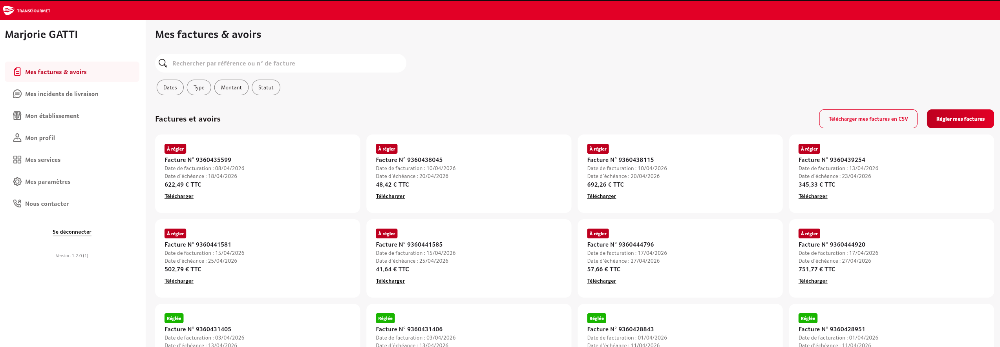 TRANSGOURMET
Marjorie GATTI
Mes factures & avoirs
Mes incidents de livraison
Mon établissement
Mon profil
Mes services
Mes paramètres
Nous contacter
Se déconnecter
Version 1.2.0 (1)
Mes factures & avoirs
Rechercher par référence ou n° de facture
Dates Type Montant Statut
Factures et avoirs
Télécharger mes factures en CSV
Régler mes factures
À régler
Facture N° 9360435599
Date de facturation : 08/04/2026
Date d'échéance : 18/04/2026
622,49 € TTC
Télécharger
À régler
Facture N° 9360438045
Date de facturation : 10/04/2026
Date d'échéance : 20/04/2026
48,42 € TTC
Télécharger
À régler
Facture N° 9360438115
Date de facturation : 10/04/2026
Date d'échéance : 20/04/2026
692,26 € TTC
Télécharger
À régler
Facture N° 9360439254
Date de facturation : 13/04/2026
Date d'échéance : 23/04/2026
345,33 € TTC
Télécharger
À régler
Facture N° 9360441581
Date de facturation : 15/04/2026
Date d'échéance : 25/04/2026
502,79 € TTC
Télécharger
À régler
Facture N° 9360441585
Date de facturation : 15/04/2026
Date d'échéance : 25/04/2026
41,64 € TTC
Télécharger
À régler
Facture N° 9360444796
Date de facturation : 17/04/2026
Date d'échéance : 27/04/2026
57,66 € TTC
Télécharger
À régler
Facture N° 9360444920
Date de facturation : 17/04/2026
Date d'échéance : 27/04/2026
751,77 € TTC
Télécharger
Réglée
Facture N° 9360431405
Date de facturation : 03/04/2026
Date d'échéance : 13/04/2026
Réglée
Facture N° 9360431406
Date de facturation : 03/04/2026
Date d'échéance : 13/04/2026
Réglée
Facture N° 9360428843
Date de facturation : 01/04/2026
Date d'échéance : 11/04/2026
Réglée
Facture N° 9360428951
Date de facturation : 01/04/2026
Date d'échéance : 11/04/2026